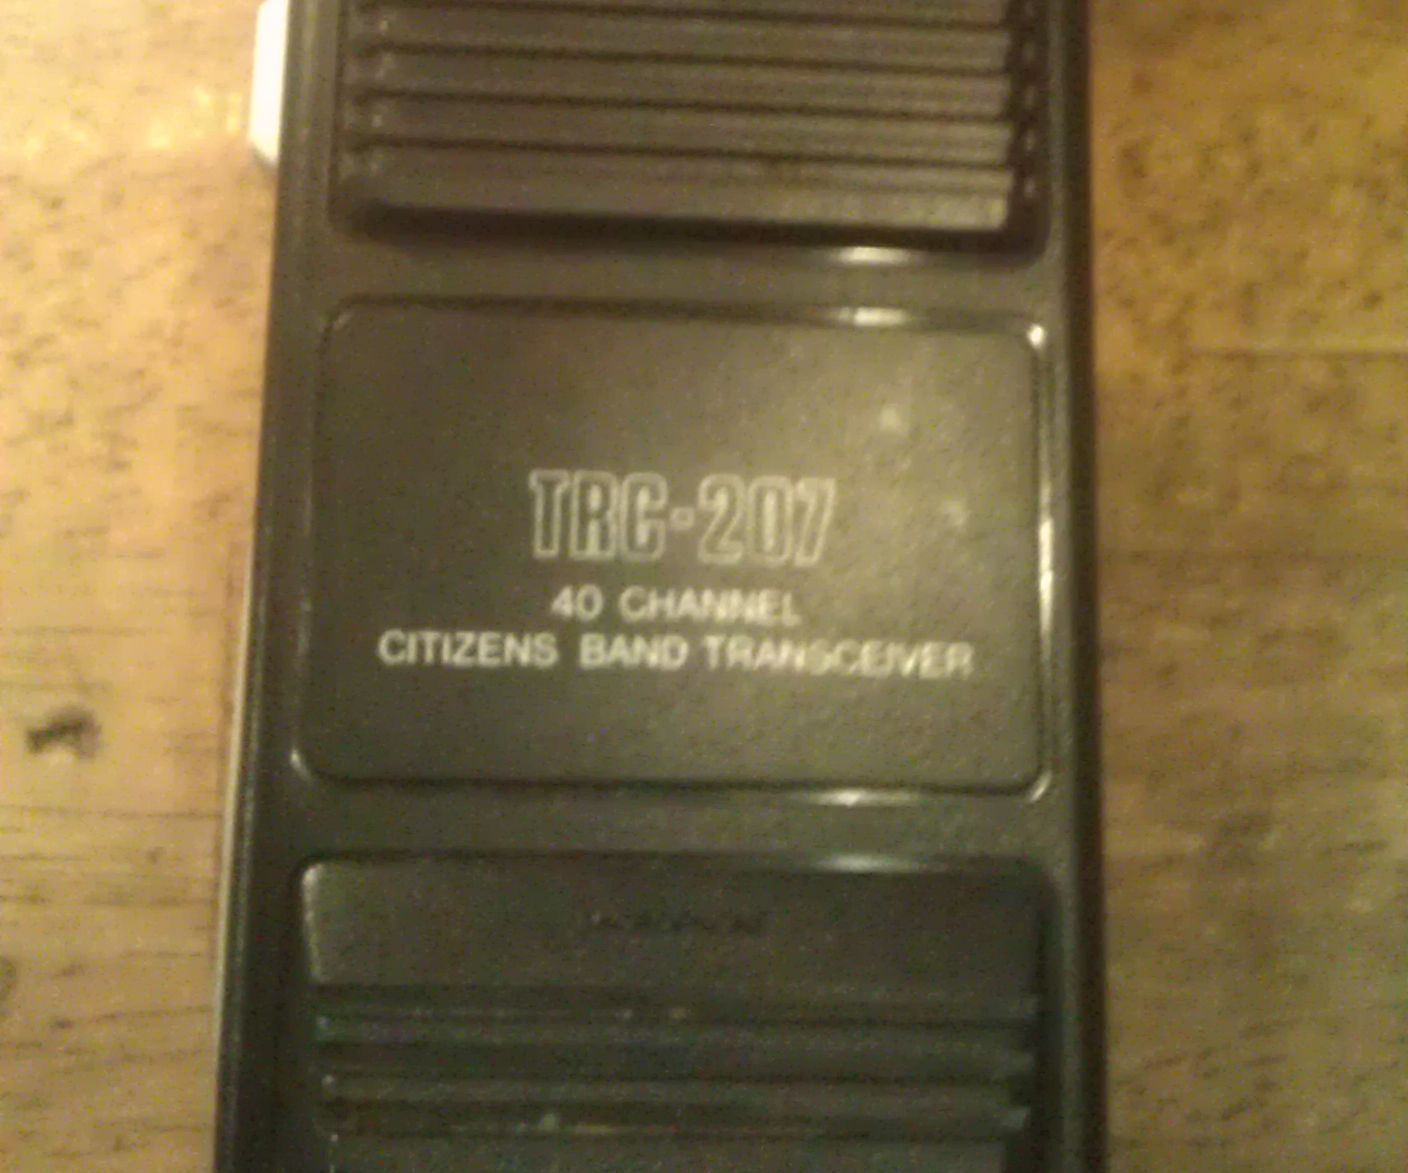 TRC-207
40 CHANNEL
CITIZENS BAND TRANSCEIVER